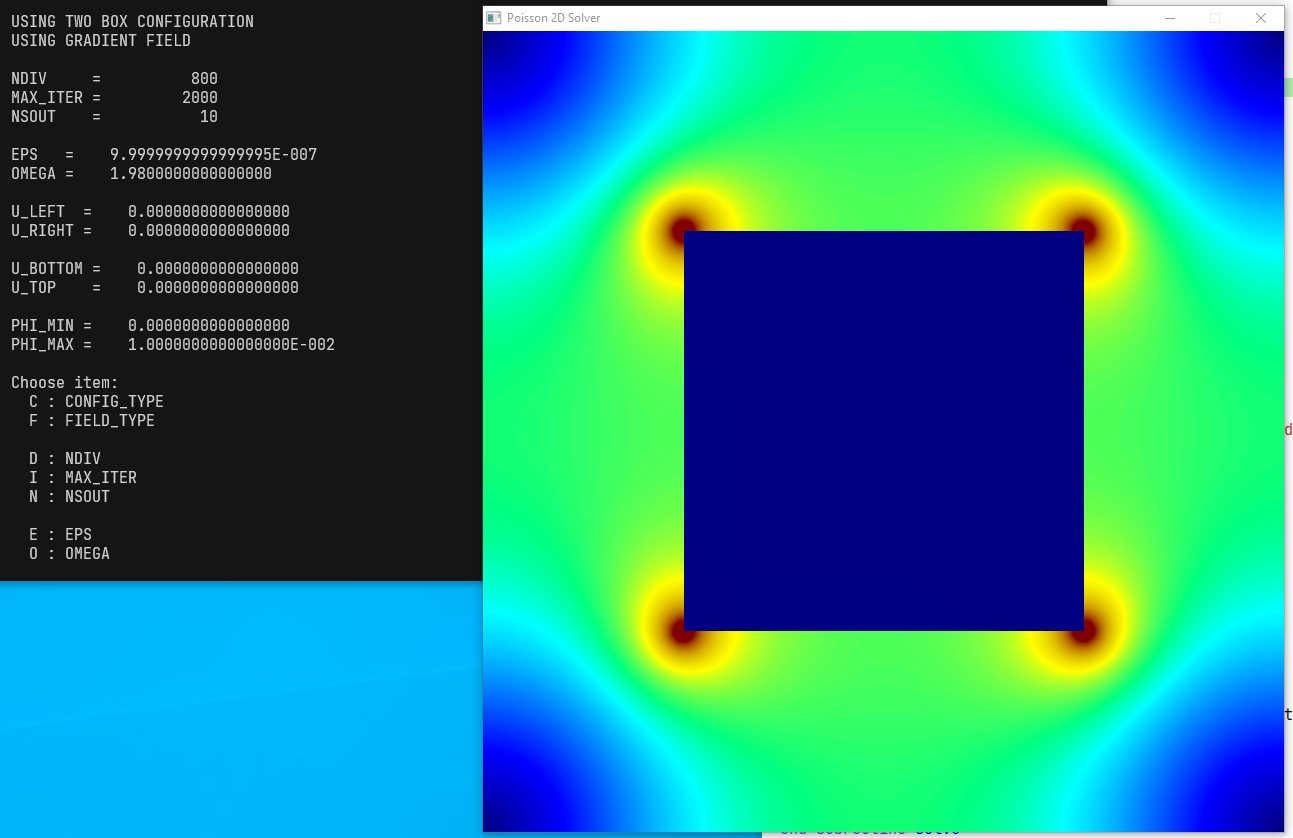 USING TWO BOX CONFIGURATION
USING GRADIENT FIELD
NDIV     =          800
MAX_ITER =         2000
NSOUT    =           10
EPS   =    9.9999999999999995E-007
OMEGA =    1.9800000000000000
U_LEFT  =    0.0000000000000000
U_RIGHT =    0.0000000000000000
U_BOTTOM =    0.0000000000000000
U_TOP    =    0.0000000000000000
PHI_MIN =    0.0000000000000000
PHI_MAX =    1.0000000000000000E-002
Choose item:
C : CONFIG_TYPE
F : FIELD_TYPE
D : NDIV
I : MAX_ITER
N : NSOUT
E : EPS
O : OMEGA
Poisson 2D Solver
d
t